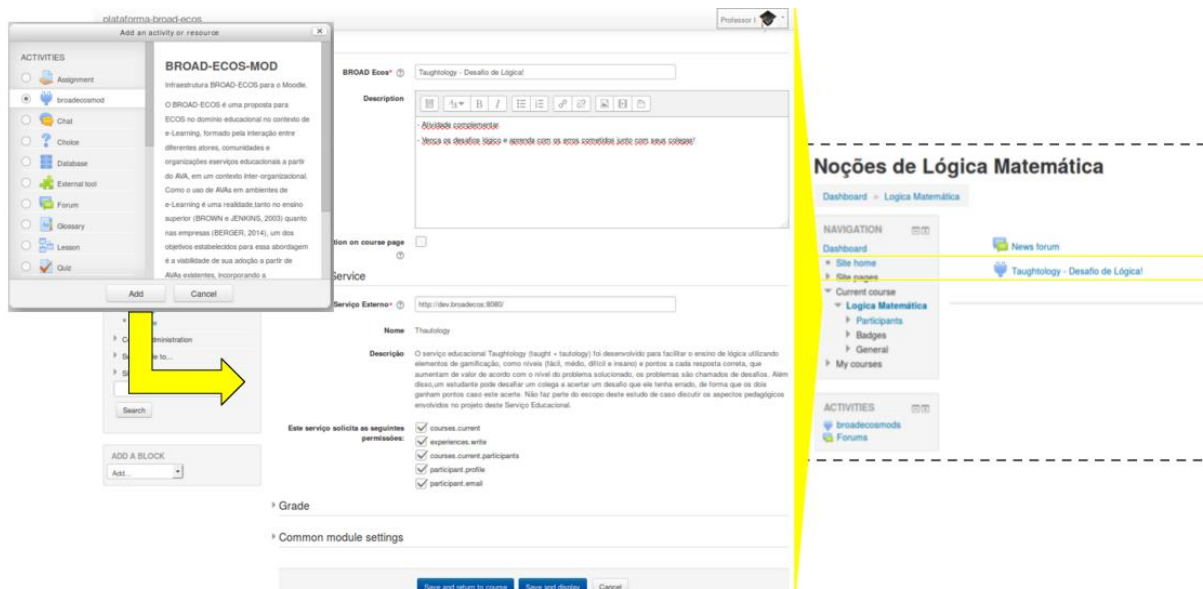 plataforma-broad-ecos
Professor I
Add an activity or resource
ACTIVITIES
Assignment
broadecosmod
Chat
Choice
Database
External tool
Forum
Glossary
Lesson
Quiz
BROAD-ECOS-MOD
Infraestrutura BROAD-ECOS para o Moodle.
O BROAD-ECOS é uma proposta para
ECOS no domínio educacional no contexto de
e-Learning, formado pela interação entre
diferentes atores, comunidades e
organizações eserviços educacionais a partir
do AVA, em um contexto inter-organizacional.
Como o uso de AVAs em ambientes de
e-Learning é uma realidade,tanto no ensino
superior (BROWN e JENKINS, 2003) quanto
nas empresas (BERGER, 2014), um dos
objetivos estabelecidos para essa abordagem
é a viabilidade de sua adoção a partir de
AVAs existentes, incorporando a
Add
Cancel
Search
ADD A BLOCK
Add...
BROAD Ecos*
Taughtology - Desafio de Lógica!
Description
- Atividade complementar.
- Vença os desafios lógico e aprenda com os erros cometidos junto com seus colegas!
tion on course page
Service
Serviço Externo*
http://dev.broadecos:8080/
Nome
Thautology
Descrição
O serviço educacional Taughtology (taught + tautology) foi desenvolvido para facilitar o ensino de lógica utilizando
elementos de gamificação, como níveis (fácil, médio, difícil e insano) e pontos a cada resposta correta, que
aumentam de valor de acordo com o nível do problema solucionado, os problemas são chamados de desafios. Além
disso,um estudante pode desafiar um colega a acertar um desafio que ele tenha errado, de forma que os dois
ganham pontos caso este acerte. Não faz parte do escopo deste estudo de caso discutir os aspectos pedagógicos
envolvidos no projeto deste Serviço Educacional.
Este serviço solicita as seguintes
permissões:
courses.current
experiences.write
courses.current.participants
participant.profile
participant.email
Grade
Common module settings
Save and return to course
Save and display
Cancel
Noções de Lógica Matemática
Dashboard
Logica Matemática
NAVIGATION
Dashboard
Site home
Site pages
Current course
Logica Matemática
Participants
Badges
General
My courses
ACTIVITIES
broadecosmods
Forums
News forum
Taughtology - Desafio de Lógica!